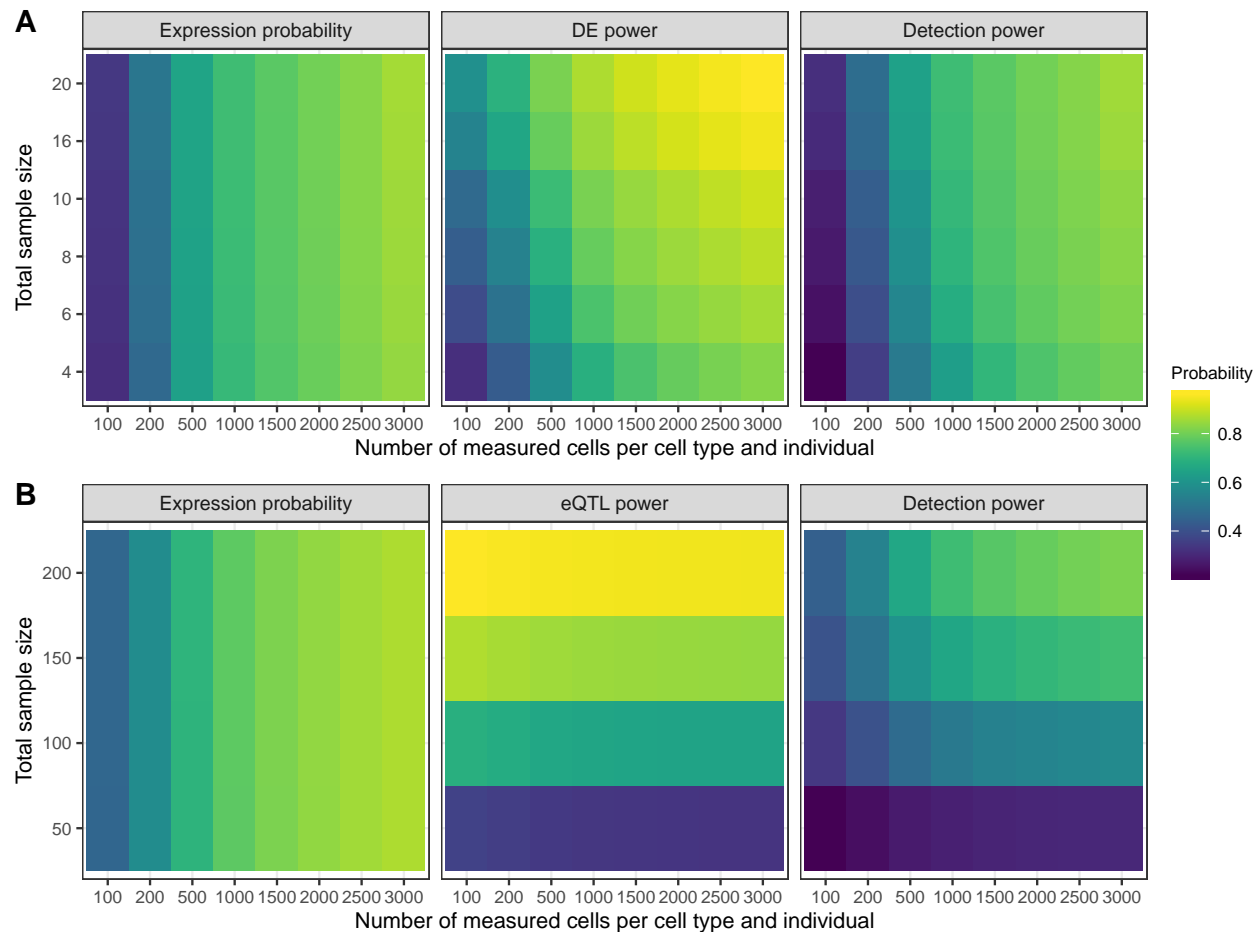 A
Expression probability DE power Detection power
Total sample size
20
16
10
8
6
4
100 200 500 1000 1500 2000 2500 3000 100 200 500 1000 1500 2000 2500 3000 100 200 500 1000 1500 2000 2500 3000
Number of measured cells per cell type and individual
Probability
0.8
0.6
0.4
B
Expression probability eQTL power Detection power
Total sample size
200
150
100
50
100 200 500 1000 1500 2000 2500 3000 100 200 500 1000 1500 2000 2500 3000 100 200 500 1000 1500 2000 2500 3000
Number of measured cells per cell type and individual